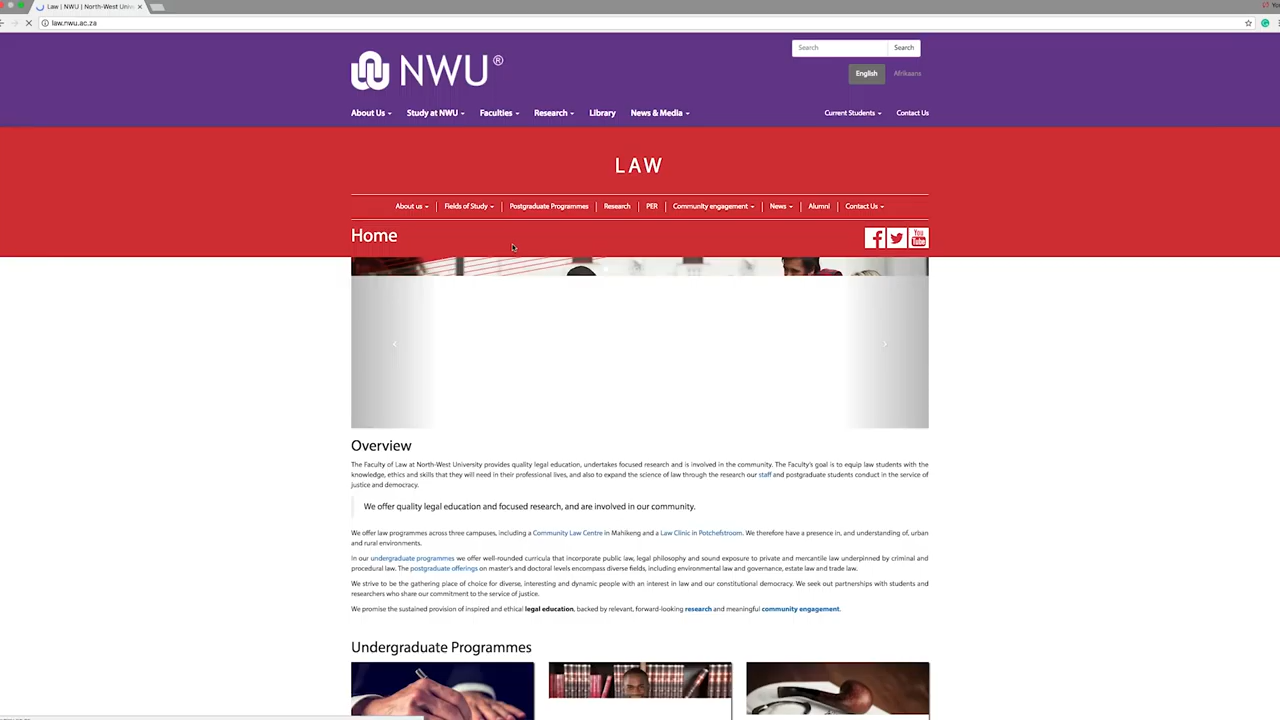 Law | NWU | North-West Unive
law.nwu.ac.za
Search Search
NWU®
English Afrikaans
About Us Study at NWU Faculties Research Library News & Media Current Students Contact Us
LAW
About us Fields of Study Postgraduate Programmes Research PER Community engagement News Alumni Contact Us
Home
You Tube
Overview
The Faculty of Law at North-West University provides quality legal education, undertakes focused research and is involved in the community. The Faculty's goal is to equip law students with the
knowledge, ethics and skills that they will need in their professional lives, and also to expand the science of law through the research our staff and postgraduate students conduct in the service of
justice and democracy.
We offer quality legal education and focused research, and are involved in our community.
We offer law programmes across three campuses, including a Community Law Centre in Mahikeng and a Law Clinic in Potchefstroom. We therefore have a presence in, and understanding of, urban
and rural environments.
In our undergraduate programmes we offer well-rounded curricula that incorporate public law, legal philosophy and sound exposure to private and mercantile law underpinned by criminal and
procedural law. The postgraduate offerings on master's and doctoral levels encompass diverse fields, including environmental law and governance, estate law and trade law.
We strive to be the gathering place of choice for diverse, interesting and dynamic people with an interest in law and our constitutional democracy. We seek out partnerships with students and
researchers who share our commitment to the service of justice.
We promise the sustained provision of inspired and ethical legal education, backed by relevant, forward-looking research and meaningful community engagement.
Undergraduate Programmes